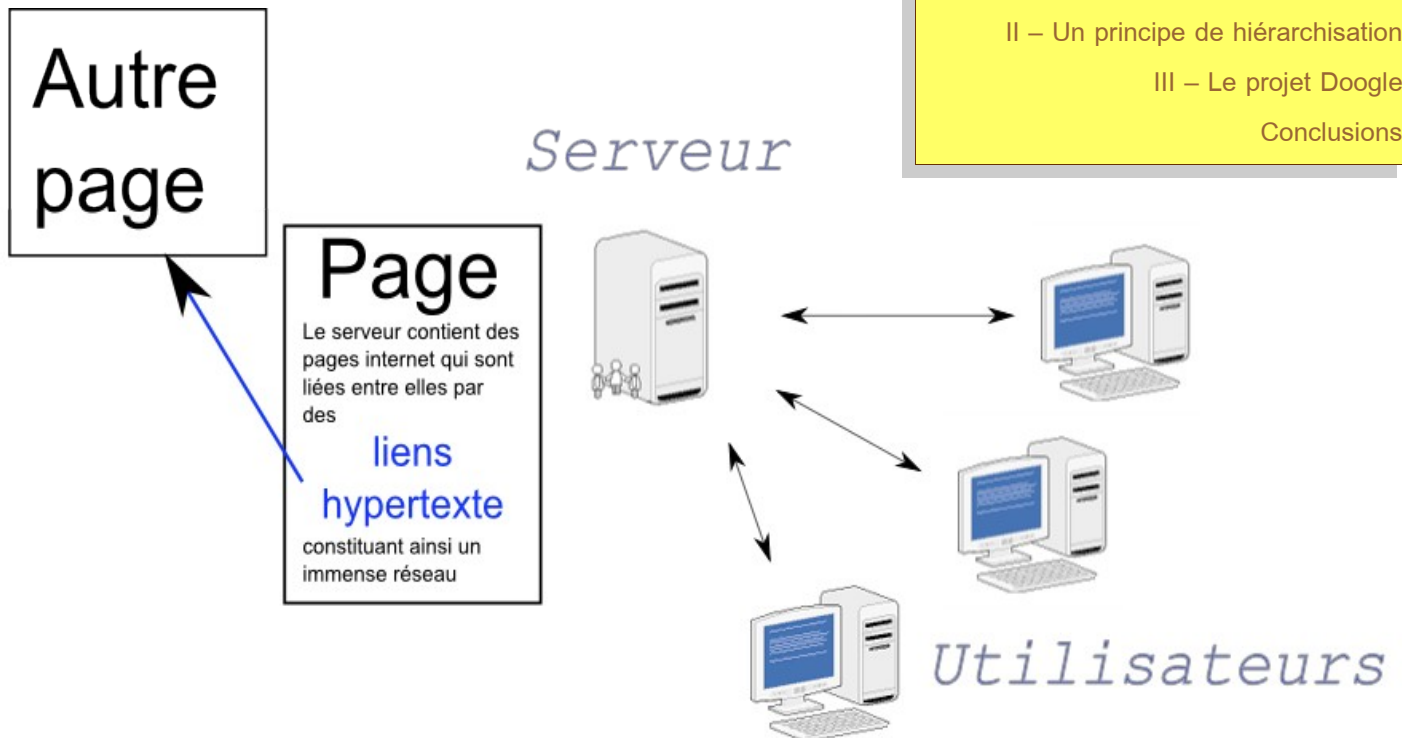 II – Un principe de hiérarchisation
III – Le projet Doogle
Conclusions
Autre
page
Serveur
Page
Le serveur contient des
pages internet qui sont
liées entre elles par
des
liens
hypertexte
constituant ainsi un
immense réseau
Utilisateurs